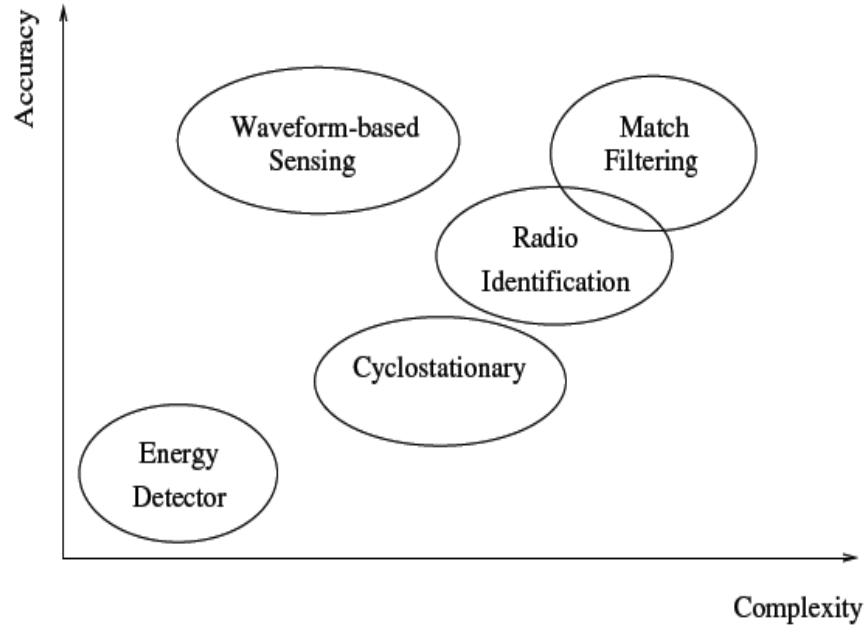 Accuracy
Waveform-based
Sensing
Match
Filtering
Radio
Identification
Cyclostationary
Energy
Detector
Complexity